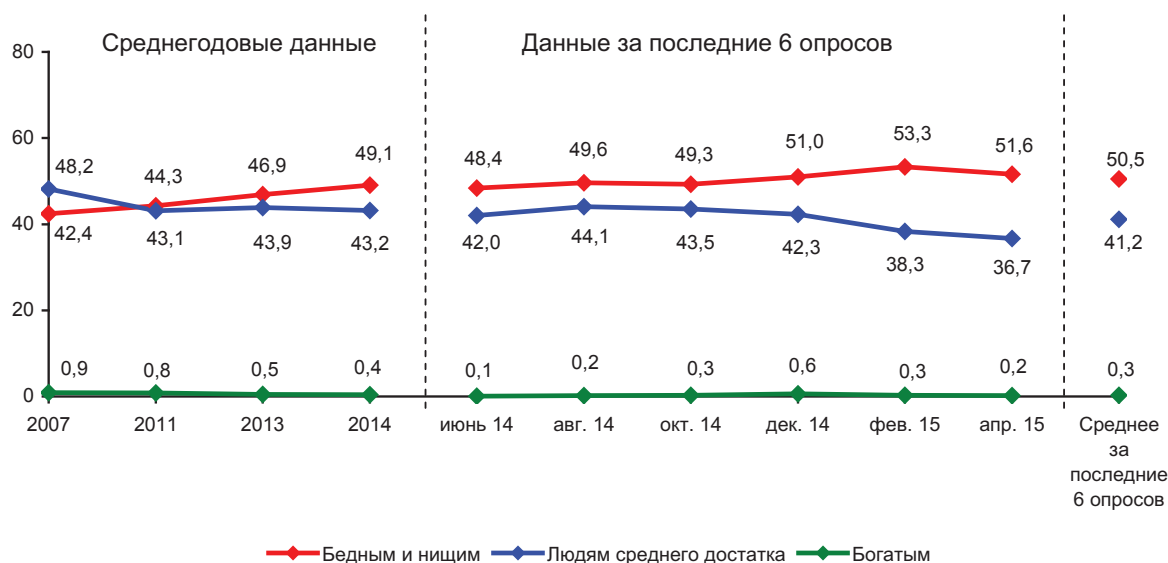 Среднегодовые данные
Данные за последние 6 опросов
80
60
40
20
0
48,2 44,3 46,9 49,1 48,4 49,6 49,3 51,0 53,3 51,6 50,5
42,4 43,1 43,9 43,2 42,0 44,1 43,5 42,3 38,3 36,7 41,2
0,9 0,8 0,5 0,4 0,1 0,2 0,3 0,6 0,3 0,2 0,3
2007 2011 2013 2014 июнь 14 авг. 14 окт. 14 дек. 14 фев. 15 апр. 15 Среднее
за
последние
6 опросов
Бедным и нищим Людям среднего достатка Богатым